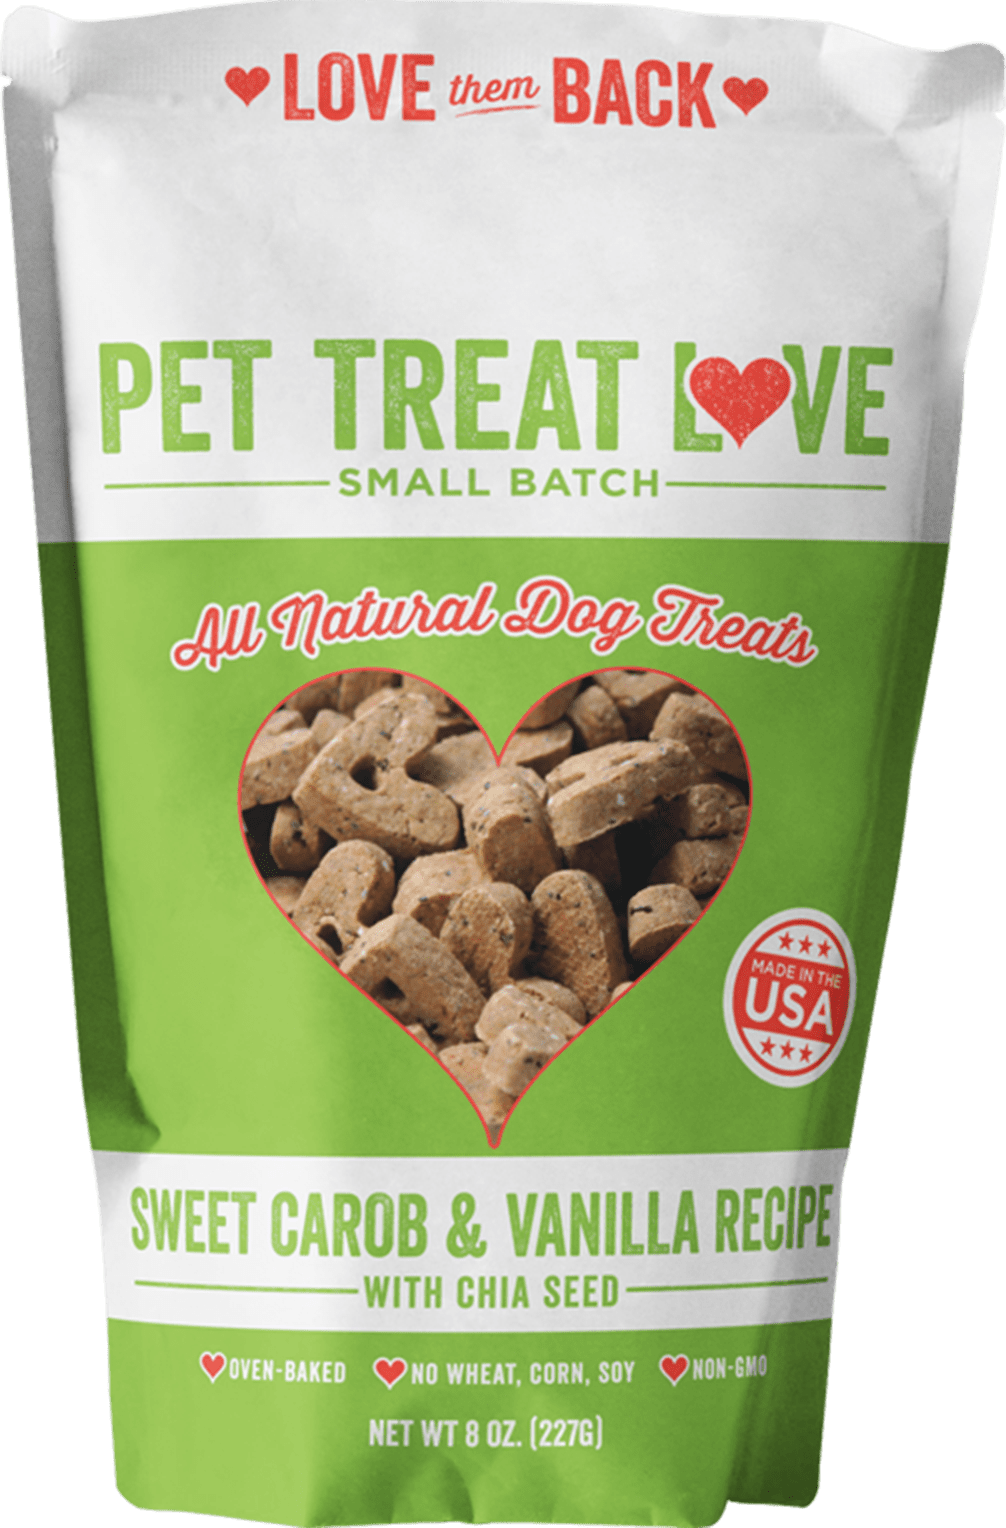 LOVE them BACK
PET TREAT LOVE
SMALL BATCH
All Natural Dog Treats
MADE IN THE
USA
SWEET CAROB & VANILLA RECIPE
WITH CHIA SEED
OVEN-BAKED NO WHEAT, CORN, SOY NON-GMO
NET WT 8 OZ. (227G)